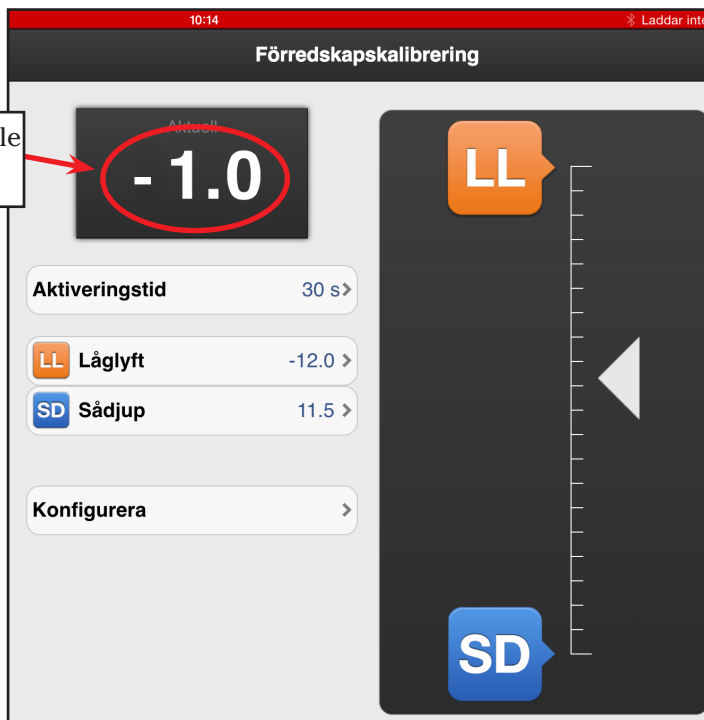 10:14
Laddar inte
Förredskapskalibrering
Aktuell
- 1.0
LL
Aktiveringstid 30 s
LL Låglyft -12.0
SD Sådjup 11.5
Konfigurera
SD